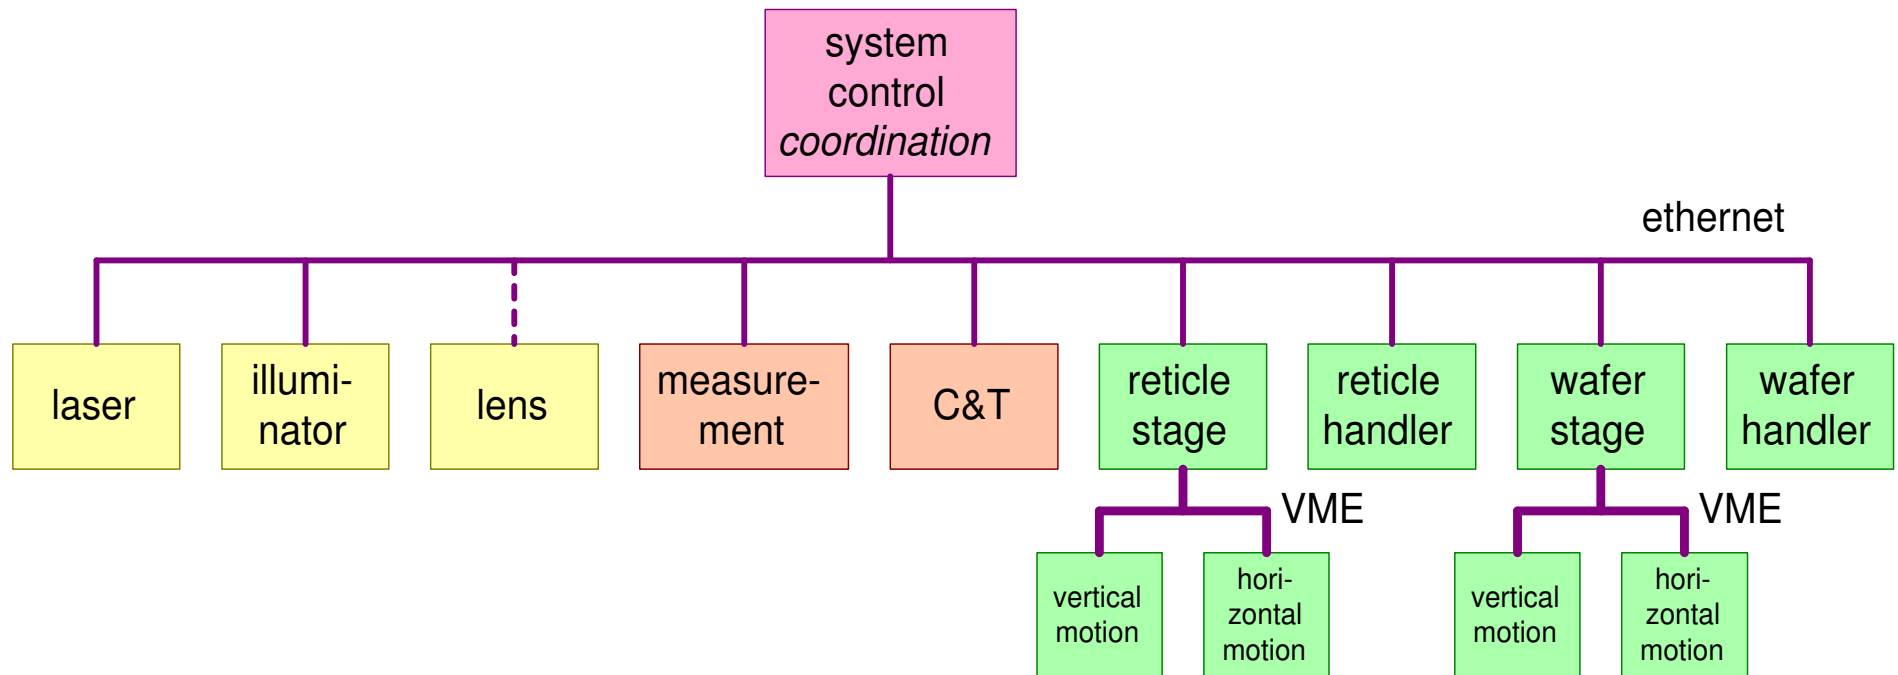 system
control
coordination
ethernet
laser
illumi-
nator
lens
measure-
ment
C&T
reticle
stage
reticle
handler
wafer
stage
wafer
handler
VME
VME
vertical
motion
hori-
zontal
motion
vertical
motion
hori-
zontal
motion